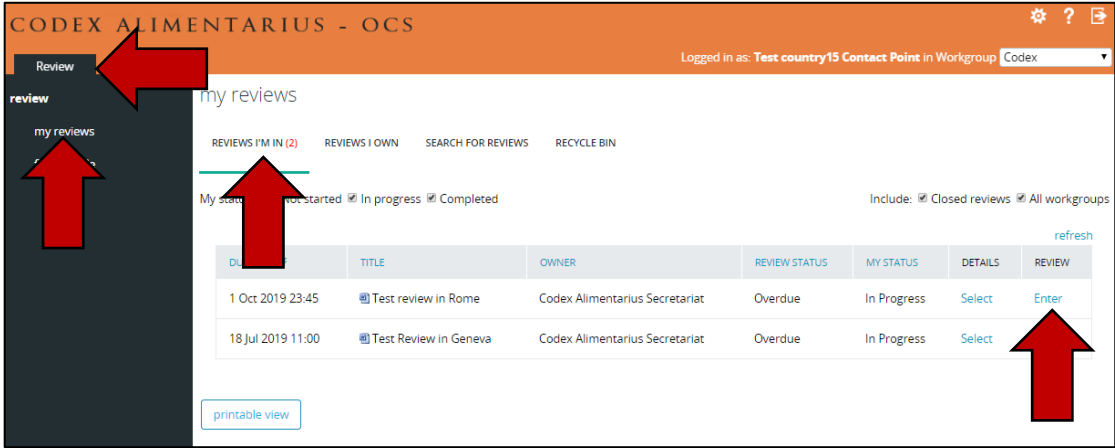 CODEX ALIMENTARIUS - OCS
Logged in as: Test country15 Contact Point in Workgroup Codex
Review
review
my reviews
my reviews
REVIEWS I'M IN (2) REVIEWS I OWN SEARCH FOR REVIEWS RECYCLE BIN
My started In progress Completed Include: Closed reviews All workgroups
refresh
TITLE OWNER REVIEW STATUS MY STATUS DETAILS REVIEW
1 Oct 2019 23:45 Test review in Rome Codex Alimentarius Secretariat Overdue In Progress Select Enter
18 Jul 2019 11:00 Test Review in Geneva Codex Alimentarius Secretariat Overdue In Progress Select
printable view